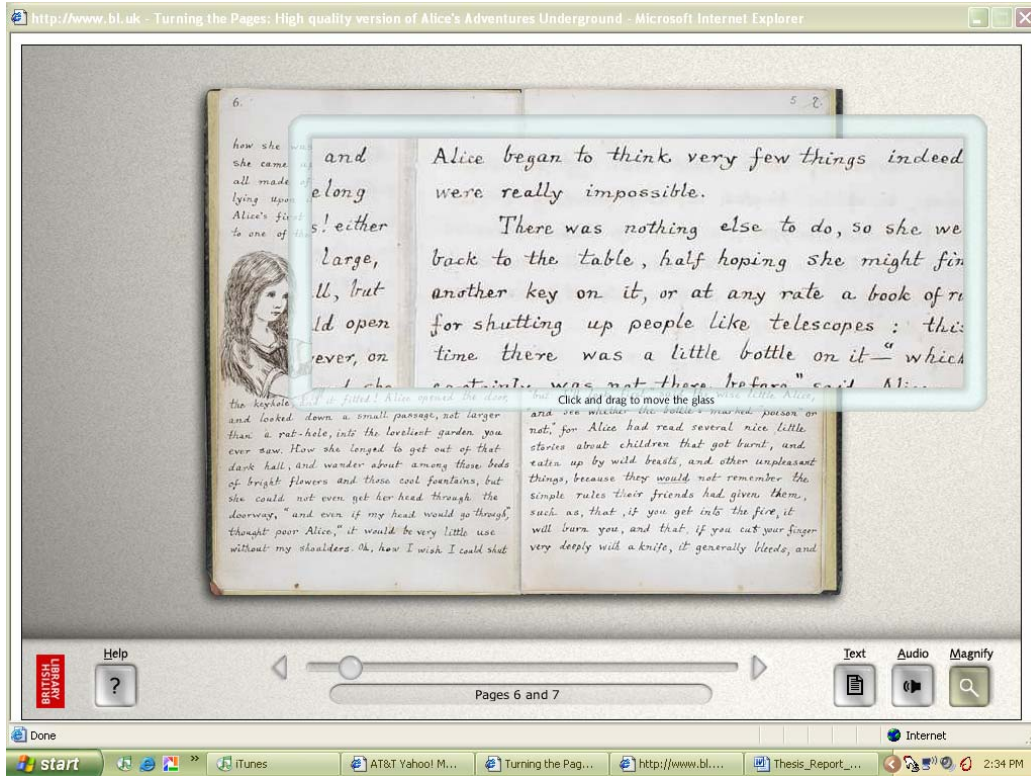 http://www.bl.uk - Turning the Pages: High quality version of Alice's Adventures Underground - Microsoft Internet Explorer
6.
how she
she came
all made
lying upon
Alice's
to one of
and
elong
s! either
large,
ll, but
ld open
ever, on
the keyhole it fitted! Alice opened the door,
and looked down a small passage, not larger
than a rat-hole, into the loveliest garden you
ever saw. How she longed to get out of that
dark hall, and wander about among those beds
of bright flowers and those cool fountains, but
she could not even get her head through the
doorway, "and even if my head would go through,"
thought poor Alice, "it would be very little use
without my shoulders. Oh, how I wish I could shut
5 2.
Alice began to think very few things indeed
were really impossible.
There was nothing else to do, so she we
back to the table, half hoping she might fin
another key on it, or at any rate a book of ru
for shutting up people like telescopes : this
time there was a little bottle on it—"which
certainly was not there before" said Alice
Click and drag to move the glass
"and see whether the bottle's marked poison or
not," for Alice had read several nice little
stories about children that got burnt, and
eaten up by wild beasts, and other unpleasant
things, because they would not remember the
simple rules their friends had given them,
such as, that, if you get into the fire, it
will burn you, and that, if you cut your finger
very deeply with a knife, it generally bleeds, and
BRITISH LIBRARY
Help
?
Pages 6 and 7
Text
Audio
Magnify
Done
Internet
start
»
iTunes
AT&T Yahoo! M...
Turning the Pag...
http://www.bl....
Thesis_Report_...
2:34 PM